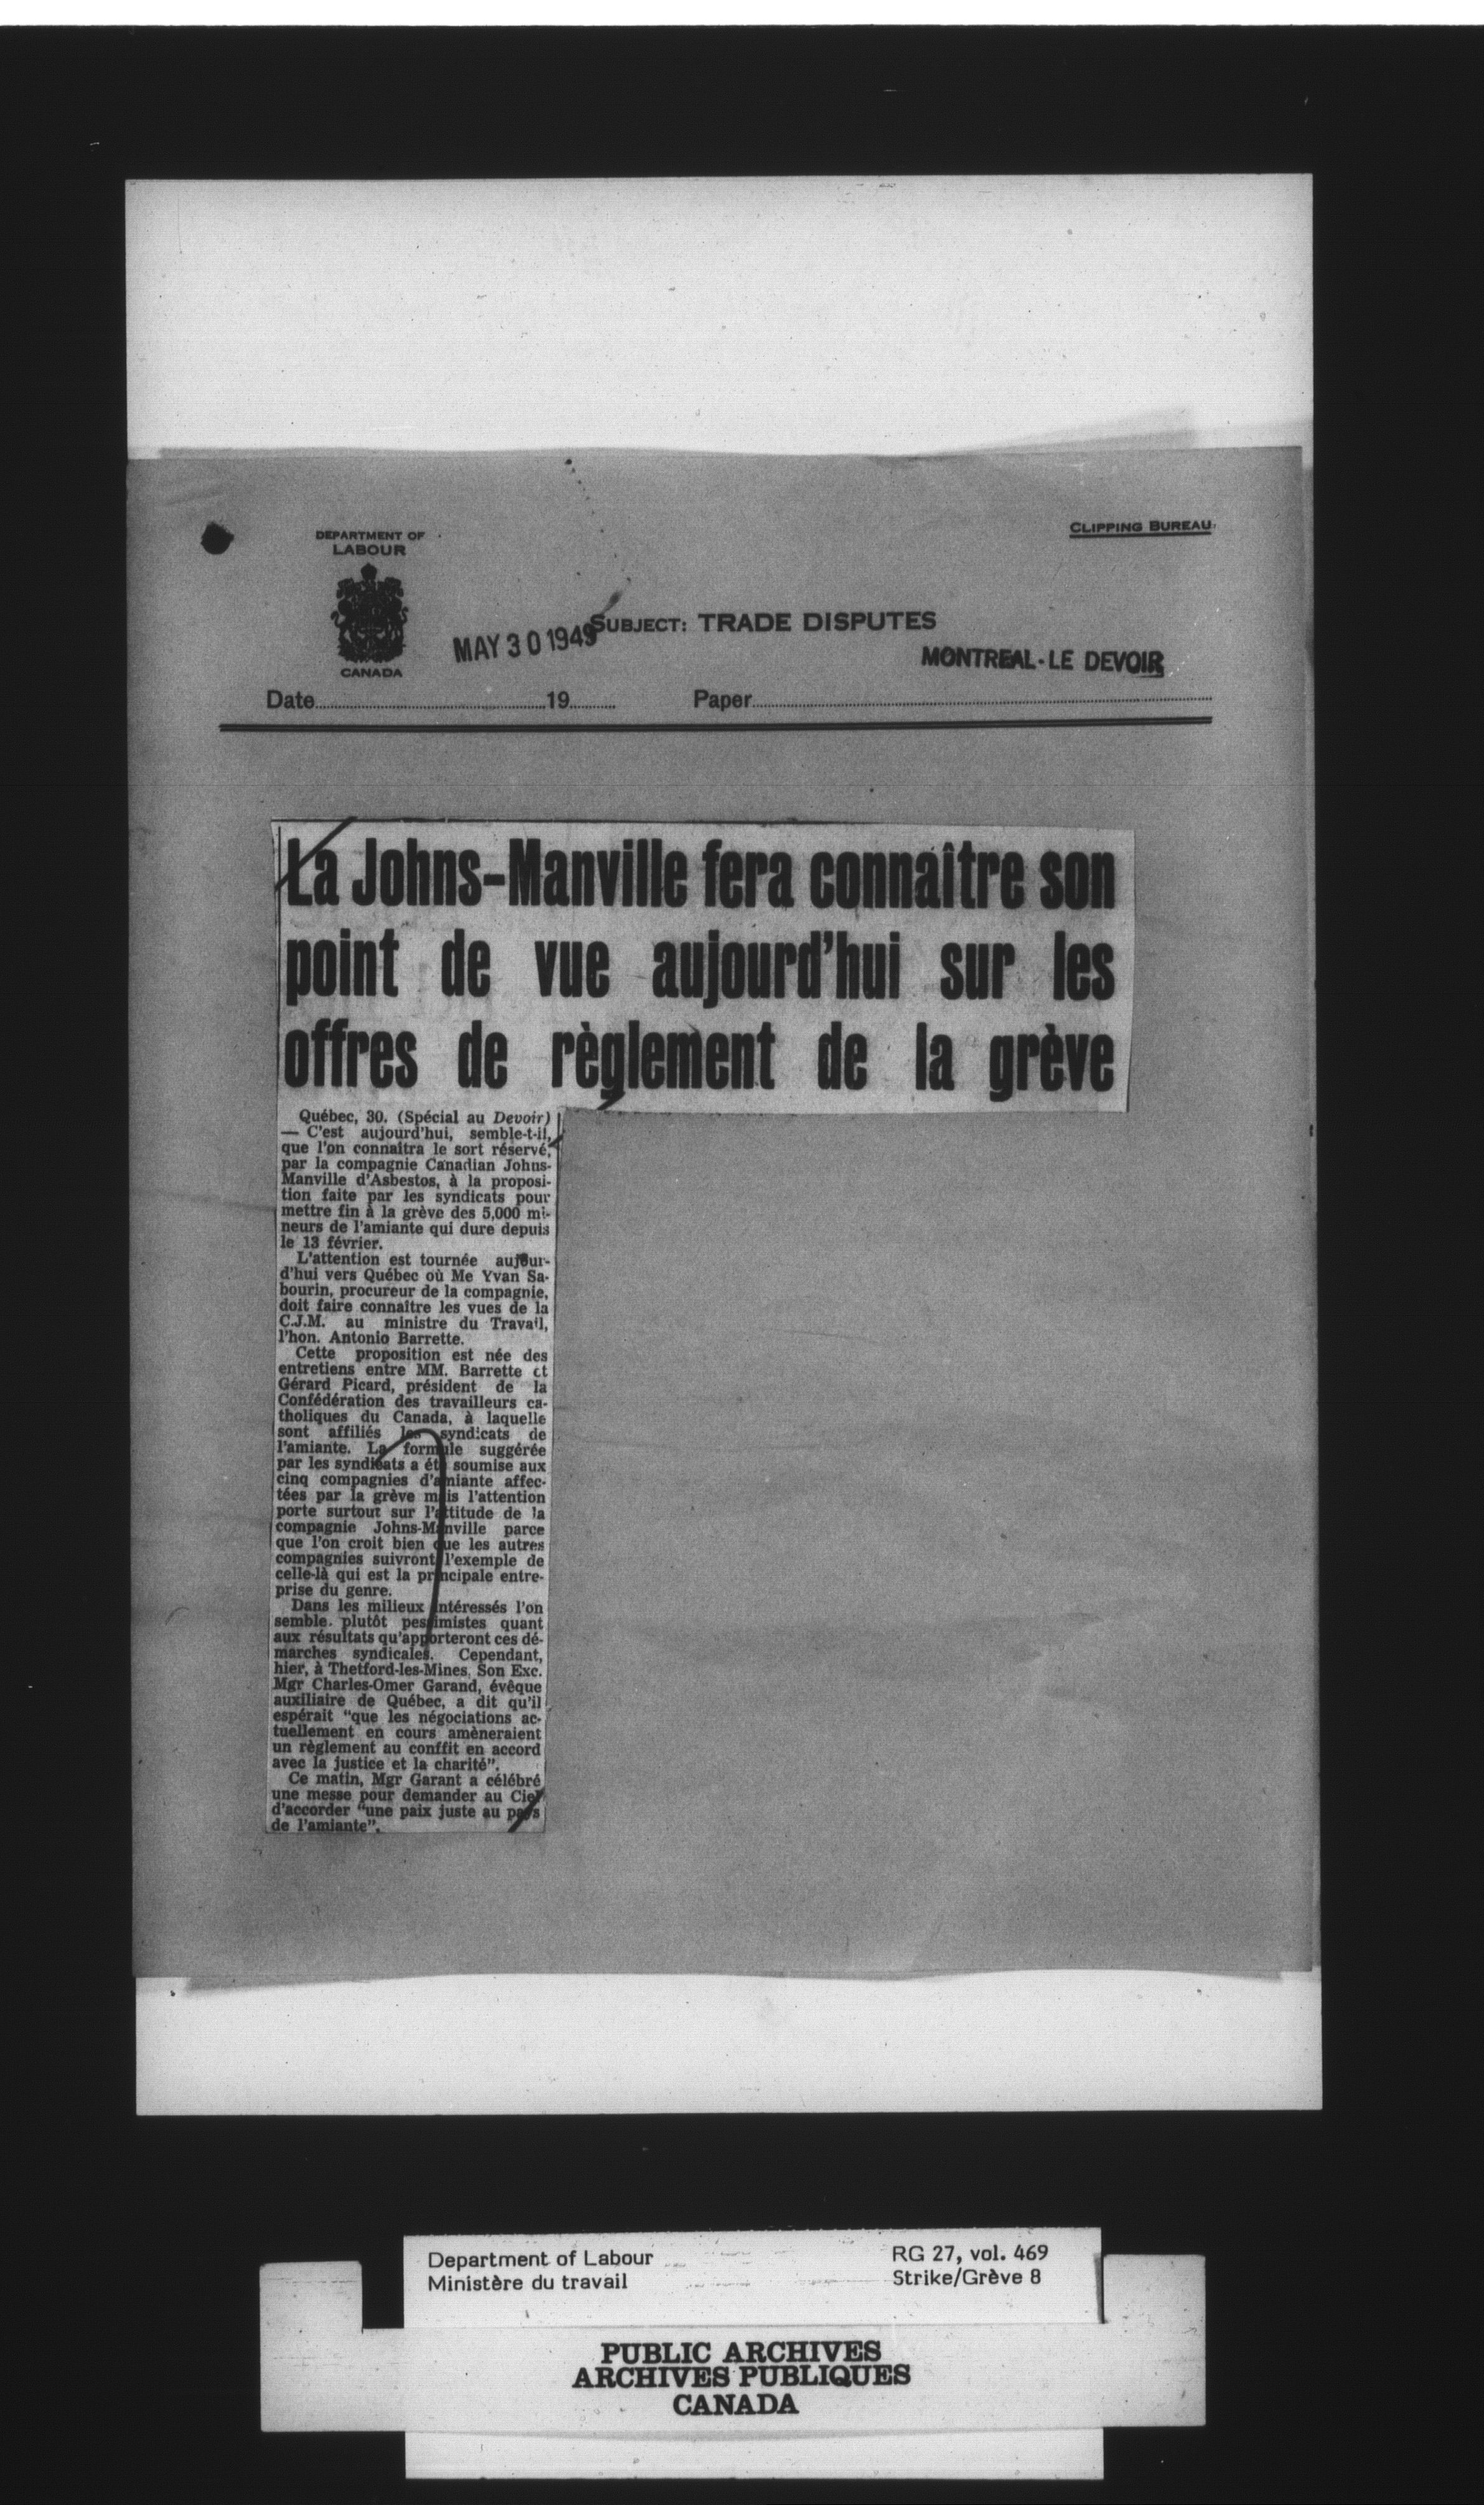 DEPARTMENT OF
LABOUR
CANADA
CLIPPING BUREAU
MAY 30 1949
SUBJECT: TRADE DISPUTES
MONTREAL - LE DEVOIR
Date 19 Paper
La Johns-Manville fera connaître son
point de vue aujourd'hui sur les
offres de règlement de la grève
Québec, 30. (Spécial au Devoir)
— C'est aujourd'hui, semble-t-il,
que l'on connaîtra le sort réservé,
par la compagnie Canadian Johns-
Manville d'Asbestos, à la proposi-
tion faite par les syndicats pour
mettre fin à la grève des 5,000 mi-
neurs de l'amiante qui dure depuis
le 13 février.
L'attention est tournée aujour-
d'hui vers Québec où Me Yvan Sa-
bourin, procureur de la compagnie,
doit faire connaître les vues de la
C.J.M. au ministre du Travail,
l'hon. Antonio Barrette.
Cette proposition est née des
entretiens entre MM. Barrette et
Gérard Picard, président de la
Confédération des travailleurs ca-
tholiques du Canada, à laquelle
sont affiliés les syndicats de
l'amiante. La formule suggérée
par les syndicats a été soumise aux
cinq compagnies d'amiante affec-
tées par la grève mais l'attention
porte surtout sur l'attitude de la
compagnie Johns-Manville parce
que l'on croit bien que les autres
compagnies suivront l'exemple de
celle-là qui est la principale entre-
prise du genre.
Dans les milieux intéressés l'on
semble. plutôt pessimistes quant
aux résultats qu'apporteront ces dé-
marches syndicales. Cependant,
hier, à Thetford-les-Mines, Son Exc.
Mgr Charles-Omer Garand, évêque
auxiliaire de Québec, a dit qu'il
espérait "que les négociations ac-
tuellement en cours amèneraient
un règlement au conffit en accord
avec la justice et la charité".
Ce matin, Mgr Garant a célébré
une messe pour demander au Ciel
d'accorder "une paix juste au pays
de l'amiante".
Department of Labour
Ministère du travail
RG 27, vol. 469
Strike/Grève 8
PUBLIC ARCHIVES
ARCHIVES PUBLIQUES
CANADA